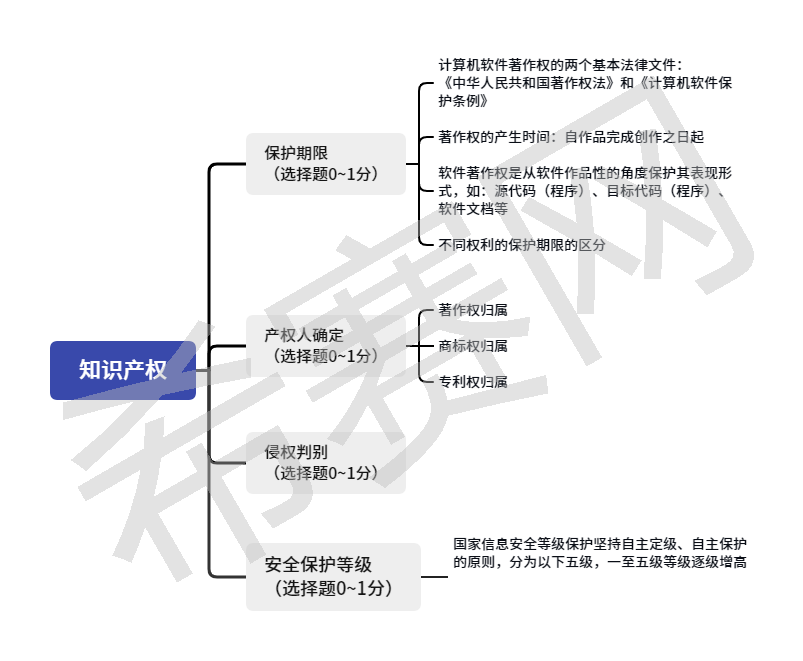 计算机软件著作权的两个基本法律文件：
《中华人民共和国著作权法》和《计算机软件保
护条例》
保护期限
（选择题0~1分）
著作权的产生时间：自作品完成创作之日起
软件著作权是从软件作品性的角度保护其表现形
式，如：源代码（程序）、目标代码（程序）、
软件文档等
不同权利的保护期限的区分
知识产权
产权人确定
（选择题0~1分）
著作权归属
商标权归属
专利权归属
侵权判别
（选择题0~1分）
安全保护等级
（选择题0~1分）
国家信息安全等级保护坚持自主定级、自主保护
的原则，分为以下五级，一至五级等级逐级增高
希赛网